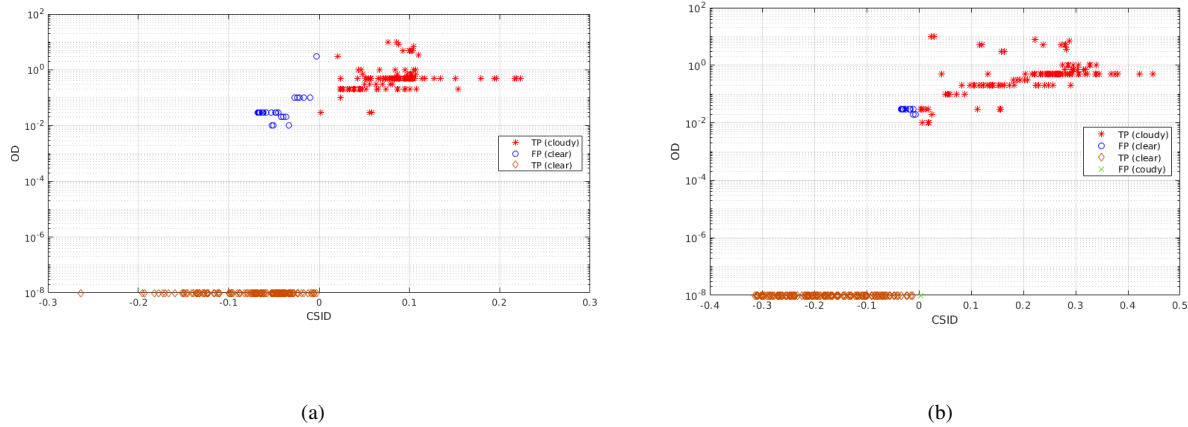 10^2
10^0
10^-2
10^-4
10^-6
10^-8
OD
-0.3 -0.2 -0.1 0 0.1 0.2 0.3
CSID
TP (cloudy)
FP (clear)
TP (clear)
(a)
10^2
10^0
10^-2
10^-4
10^-6
10^-8
OD
-0.4 -0.3 -0.2 -0.1 0 0.1 0.2 0.3 0.4 0.5
CSID
TP (cloudy)
FP (clear)
TP (clear)
FP (coudy)
(b)